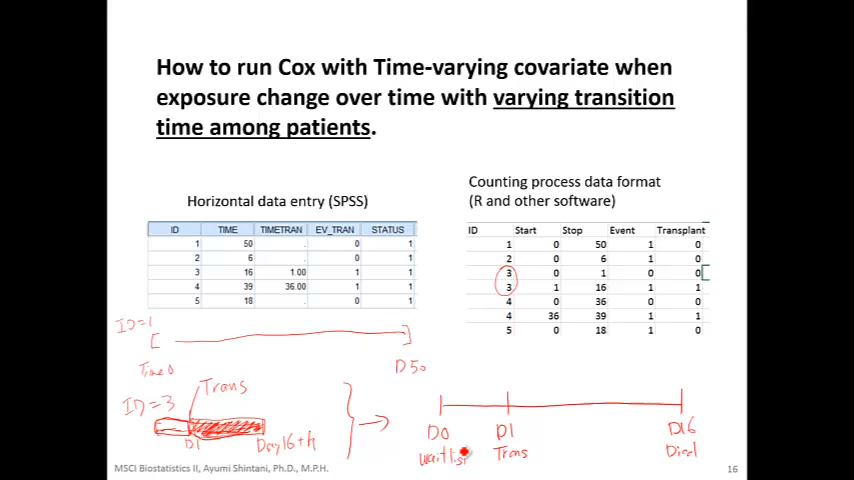 How to run Cox with Time-varying covariate when
exposure change over time with varying transition
time among patients.
Horizontal data entry (SPSS)
ID TIME TIMETRAN EV_TRAN STATUS
1 50 . 0 1
2 6 . 0 1
3 16 1.00 1 1
4 39 36.00 1 1
5 18 . 0 1
Counting process data format
(R and other software)
ID Start Stop Event Transplant
1 0 50 1 0
2 0 6 1 0
3 0 1 0 0
3 1 16 1 1
4 0 36 0 0
4 36 39 1 1
5 0 18 1 0
ID=1
Time 0
D50
Trans
ID=3
D1
Day 16th
D0 D1 D16
Waitlist Trans Died
MSCI Biostatistics II, Ayumi Shintani, Ph.D., M.P.H.
16